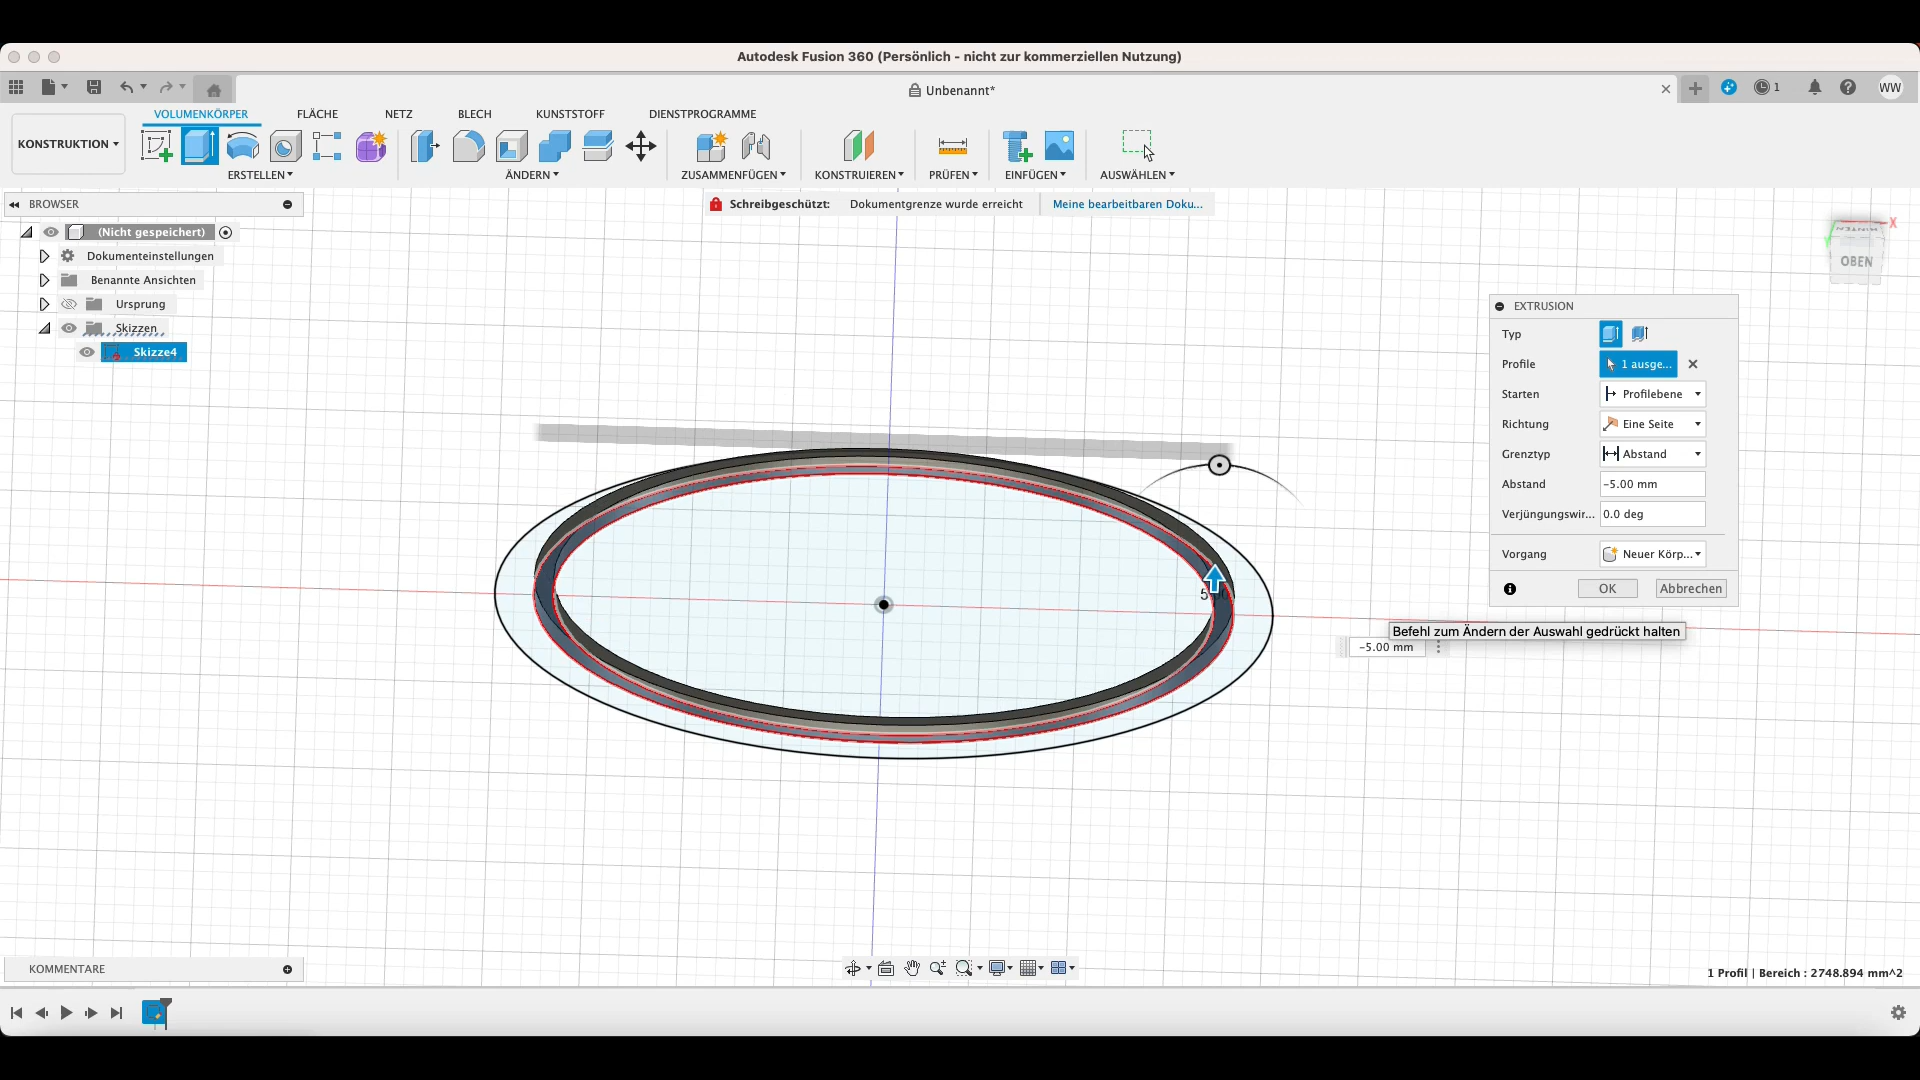 Autodesk Fusion 360 (Persönlich - nicht zur kommerziellen Nutzung)
Unbenannt*
1
WW
KONSTRUKTION
VOLUMENKÖRPER FLÄCHE NETZ BLECH KUNSTSTOFF DIENSTPROGRAMME
ERSTELLEN ÄNDERN ZUSAMMENFÜGEN KONSTRUIEREN PRÜFEN EINFÜGEN AUSWÄHLEN
BROWSER
Schreibgeschützt: Dokumentgrenze wurde erreicht Meine bearbeitbaren Doku...
(Nicht gespeichert)
Dokumenteinstellungen
Benannte Ansichten
Ursprung
Skizzen
Skizze4
X
OBEN
EXTRUSION
Typ
Profile 1 ausge...
Starten Profilebene
Richtung Eine Seite
Grenztyp Abstand
Abstand -5.00 mm
Verjüngungswir... 0.0 deg
Vorgang Neuer Körp...
OK Abbrechen
Befehl zum Ändern der Auswahl gedrückt halten
-5.00 mm
KOMMENTARE
1 Profil | Bereich : 2748.894 mm^2